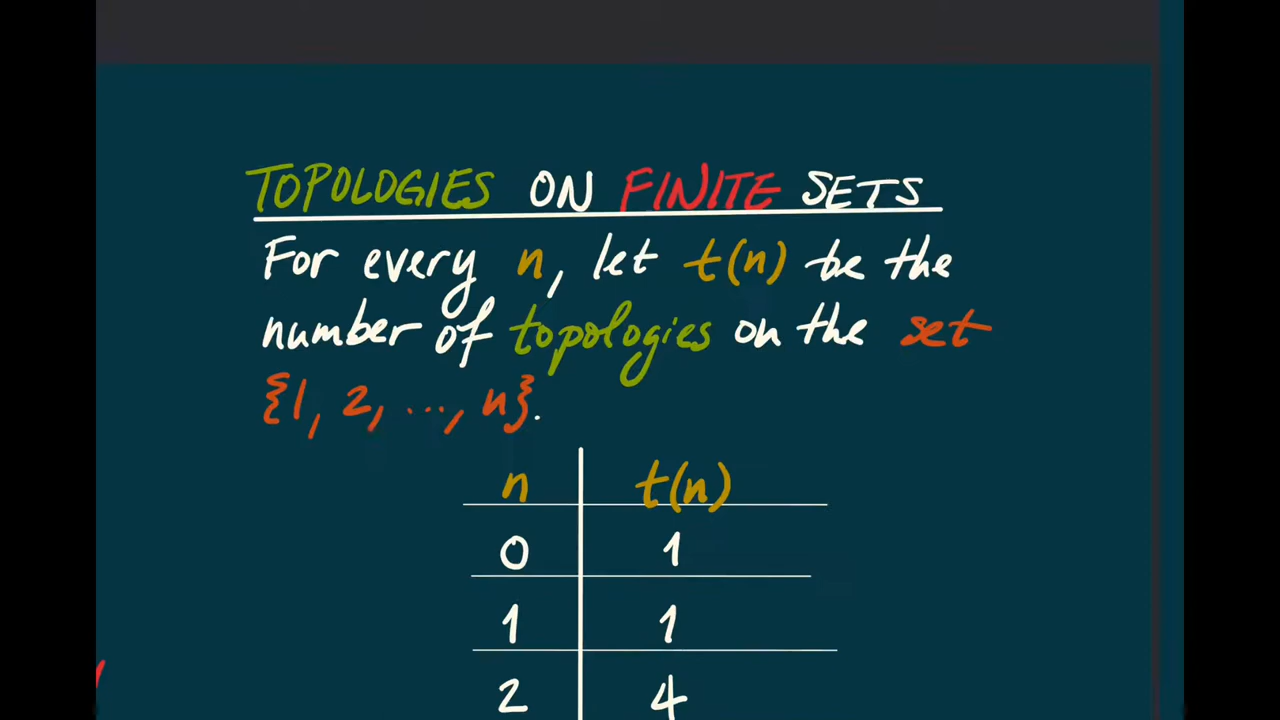 TOPOLOGIES ON FINITE SETS
For every n, let t(n) be the
number of topologies on the set
{1, 2, ..., n}.
n t(n)
0 1
1 1
2 4